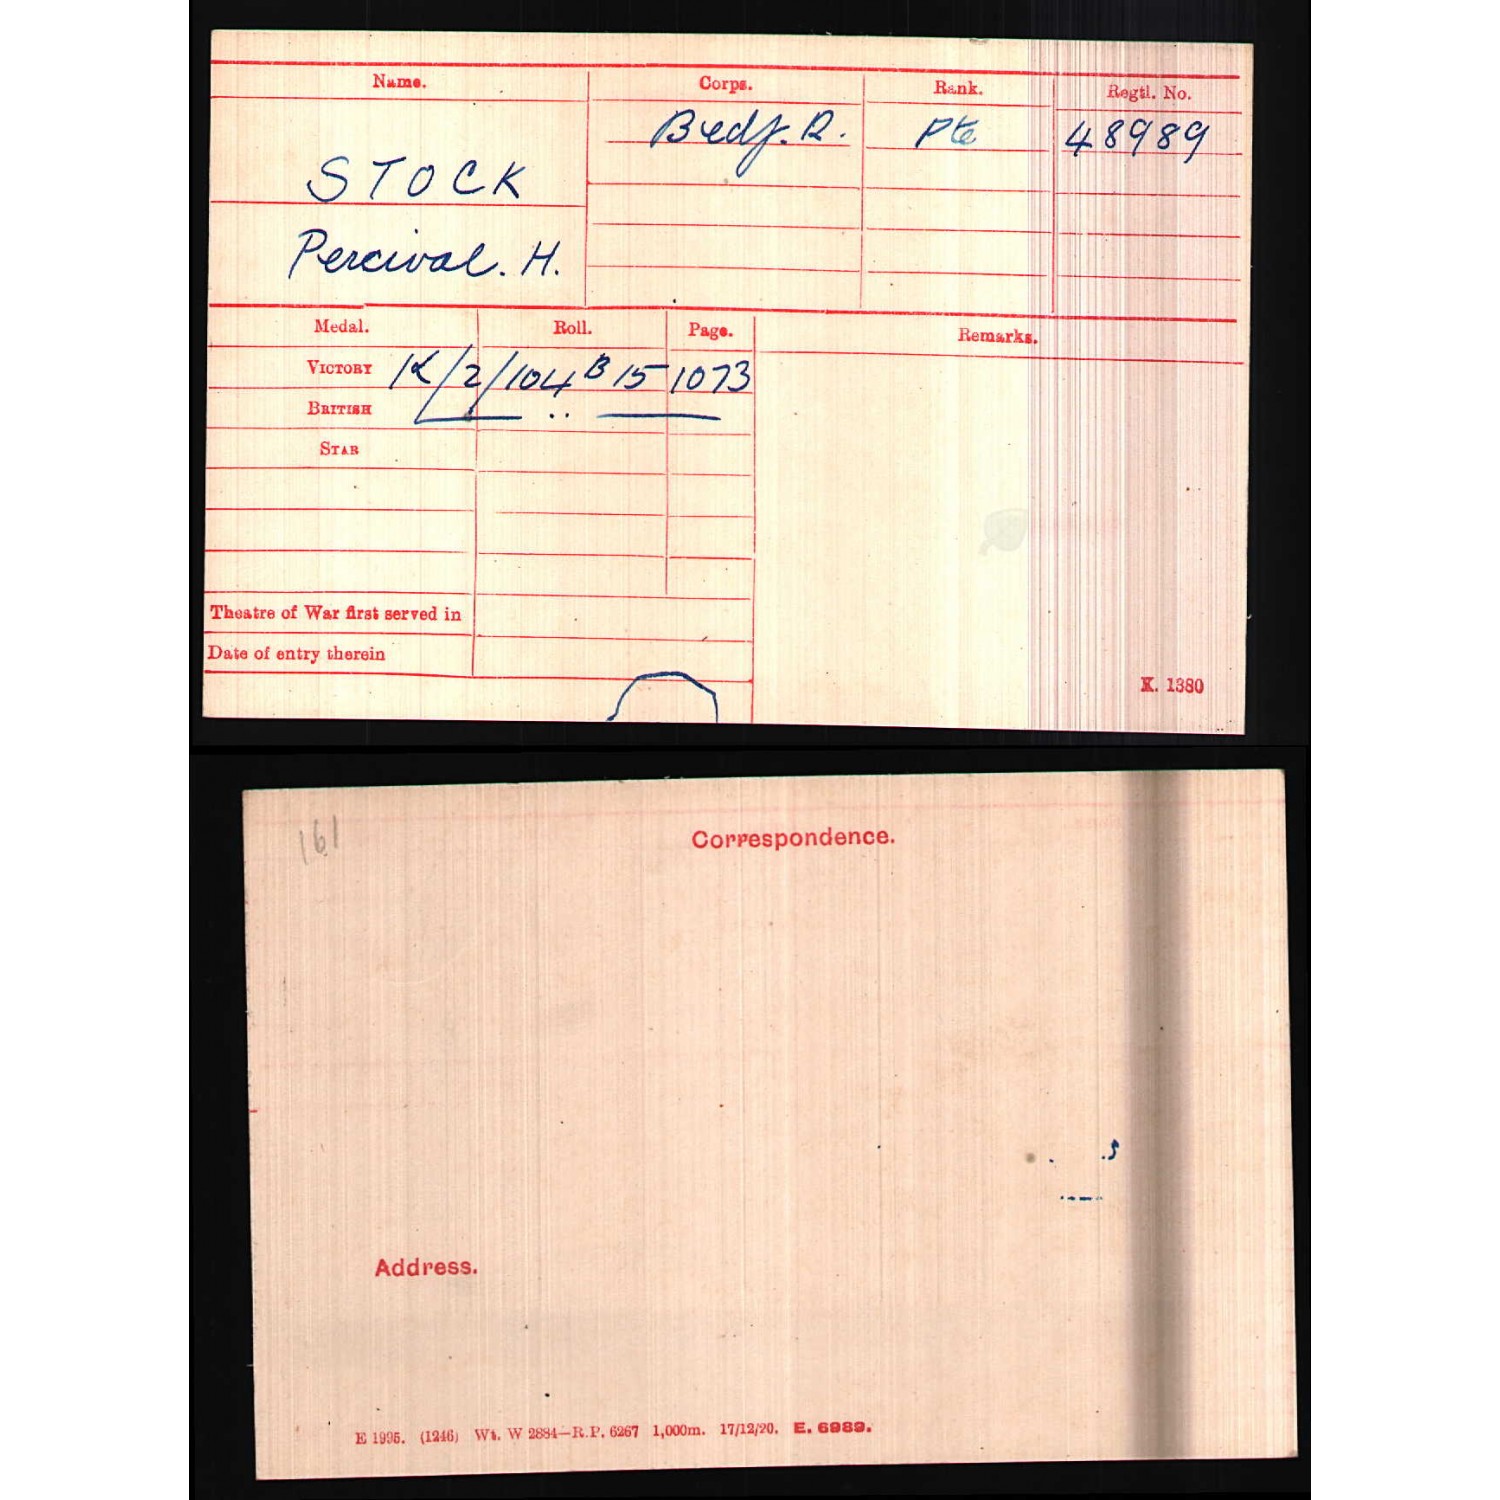 Name. Corps. Rank. Regtl. No.
Bedf. R. Pte 48989
STOCK
Percival. H.
Medal. Roll. Page. Remarks.
VICTORY K/2/104 B 15 1073
BRITISH
STAR
Theatre of War first served in
Date of entry therein
K. 1380
161
Correspondence.
Address.
E 1995. (1246) Wt. W 2884—R.P. 6267 1,000m. 17/12/20. E. 6989.